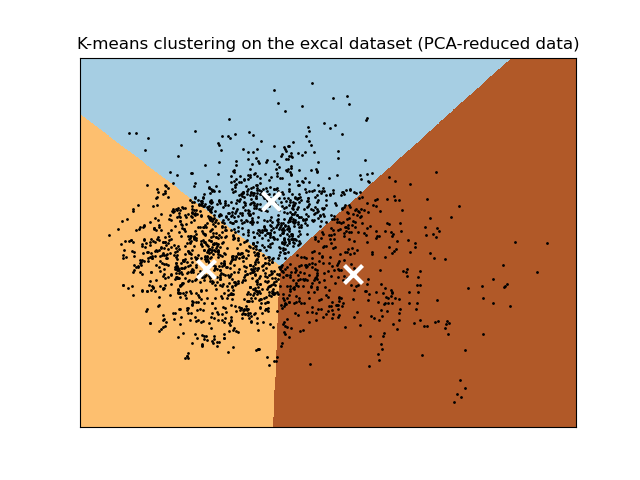 K-means clustering on the excal dataset (PCA-reduced data)